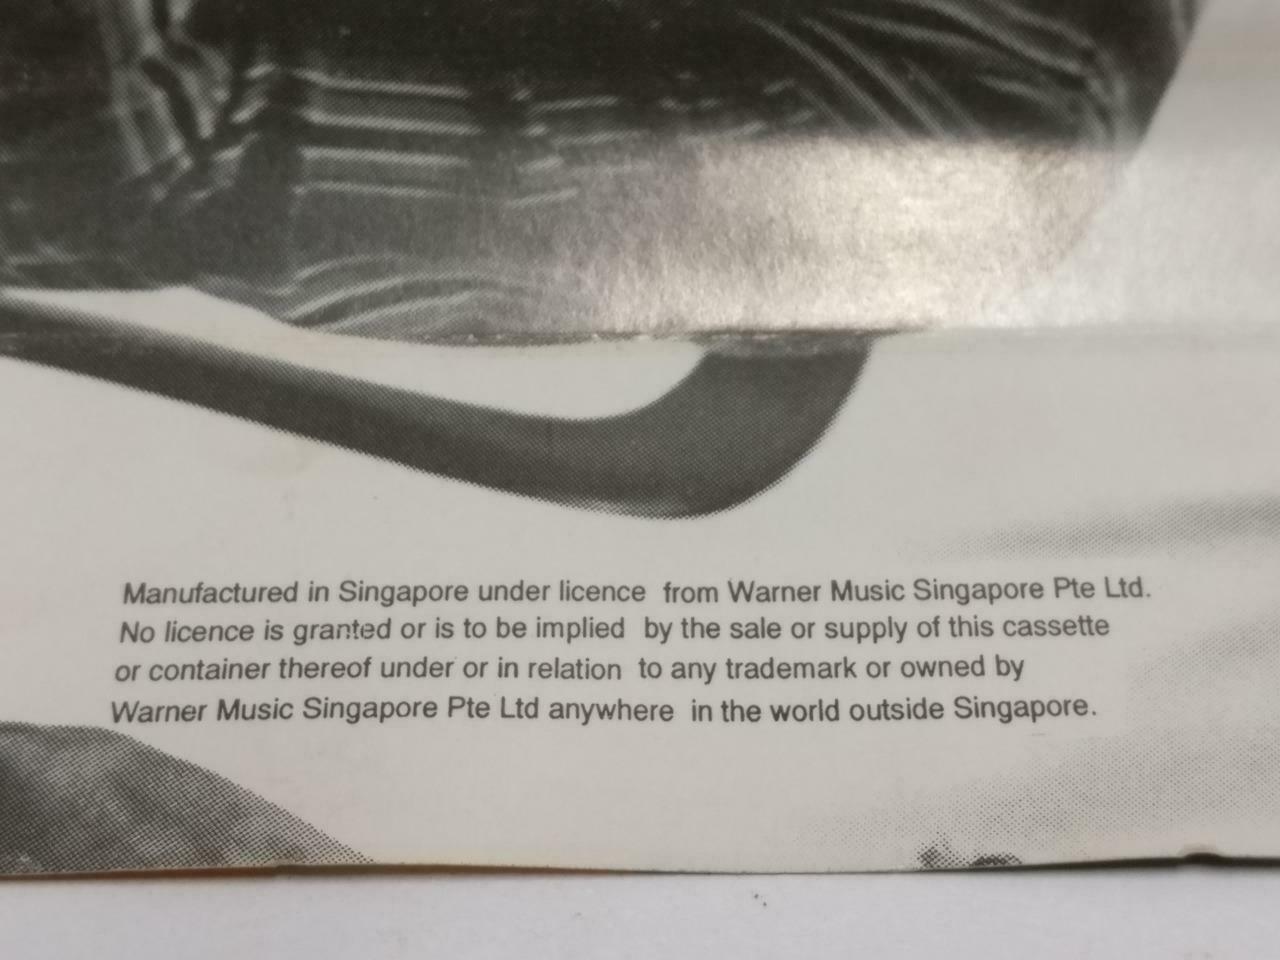 Manufactured in Singapore under licence from Warner Music Singapore Pte Ltd.
No licence is granted or is to be implied by the sale or supply of this cassette
or container thereof under or in relation to any trademark or owned by
Warner Music Singapore Pte Ltd anywhere in the world outside Singapore.